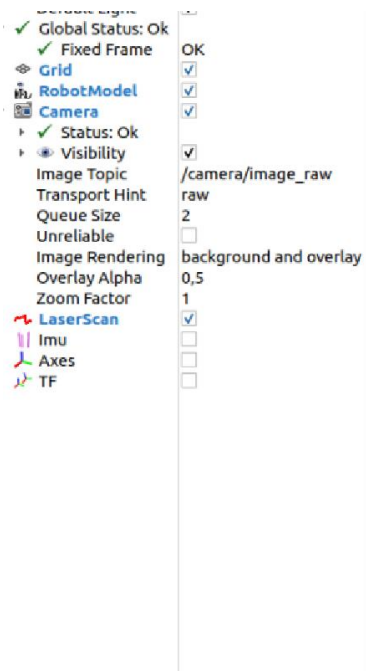 Global Status: Ok
Fixed Frame OK
Grid
RobotModel
Camera
Status: Ok
Visibility
Image Topic /camera/image_raw
Transport Hint raw
Queue Size 2
Unreliable
Image Rendering background and overlay
Overlay Alpha 0,5
Zoom Factor 1
LaserScan
Imu
Axes
TF